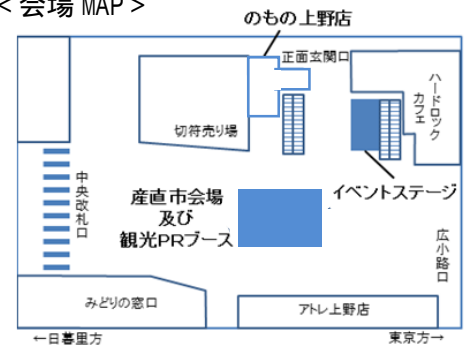 <会場 MAP>
のもの上野店
正面玄関口
ハードロック
カフェ
切符売り場
中央改札口
産直市会場
及び
観光PRブース
イベントステージ
広小路口
みどりの窓口
アトレ上野店
←日暮里方
東京方→